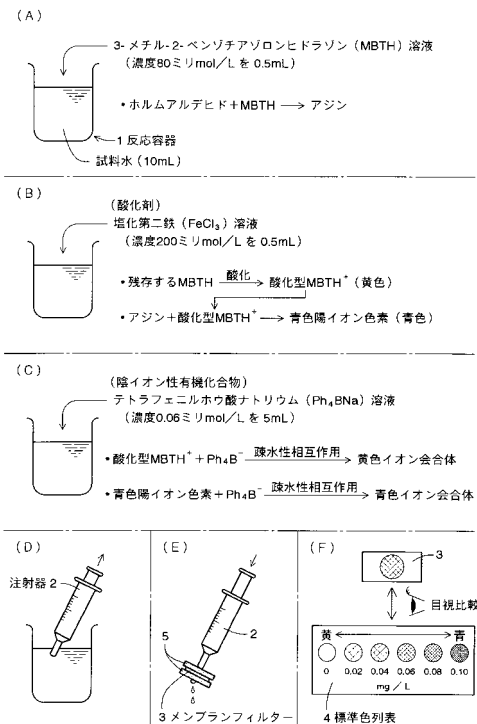 (A)
3-メチル-2-ベンゾチアゾロンヒドラゾン(MBTH)溶液
(濃度80ミリmol/Lを0.5mL)
•ホルムアルデヒド+MBTH→アジン
1反応容器
試料水(10mL)
(B)
(酸化剤)
塩化第二鉄(FeCl₃)溶液
(濃度200ミリmol/Lを0.5mL)
酸化
•残存するMBTH→酸化型MBTH⁺(黄色)
•アジン+酸化型MBTH⁺→青色陽イオン色素(青色)
(C)
(陰イオン性有機化合物)
テトラフェニルホウ酸ナトリウム(Ph₄BNa)溶液
(濃度0.06ミリmol/Lを5mL)
疎水性相互作用
•酸化型MBTH⁺+Ph₄B⁻→黄色イオン会合体
疎水性相互作用
•青色陽イオン色素+Ph₄B⁻→青色イオン会合体
(D)
注射器2
(E)
2
5
3メンブランフィルター
(F)
3
目視比較
黄←→青
0 0.02 0.04 0.06 0.08 0.10
mg/L
4標準色列表